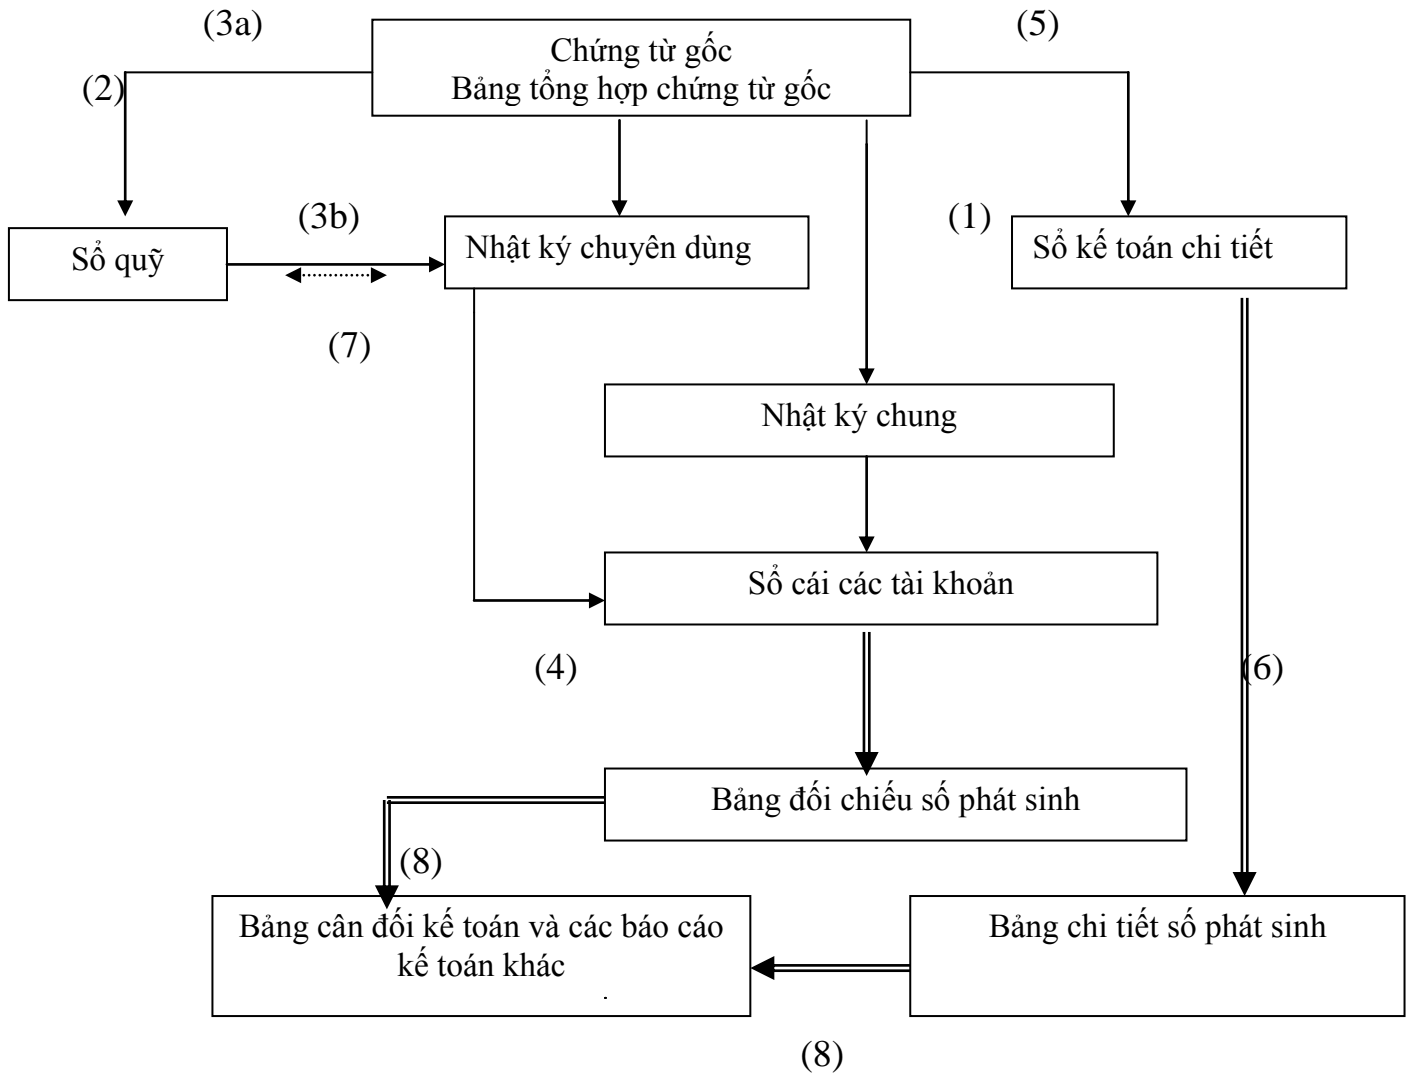 (3a)
(5)
Chứng từ gốc
Bảng tổng hợp chứng từ gốc
(2)
(3b)
(1)
Sổ quỹ
Nhật ký chuyên dùng
Sổ kế toán chi tiết
(7)
Nhật ký chung
Sổ cái các tài khoản
(4)
(6)
Bảng đối chiếu số phát sinh
(8)
Bảng cân đối kế toán và các báo cáo
kế toán khác
.
Bảng chi tiết số phát sinh
(8)